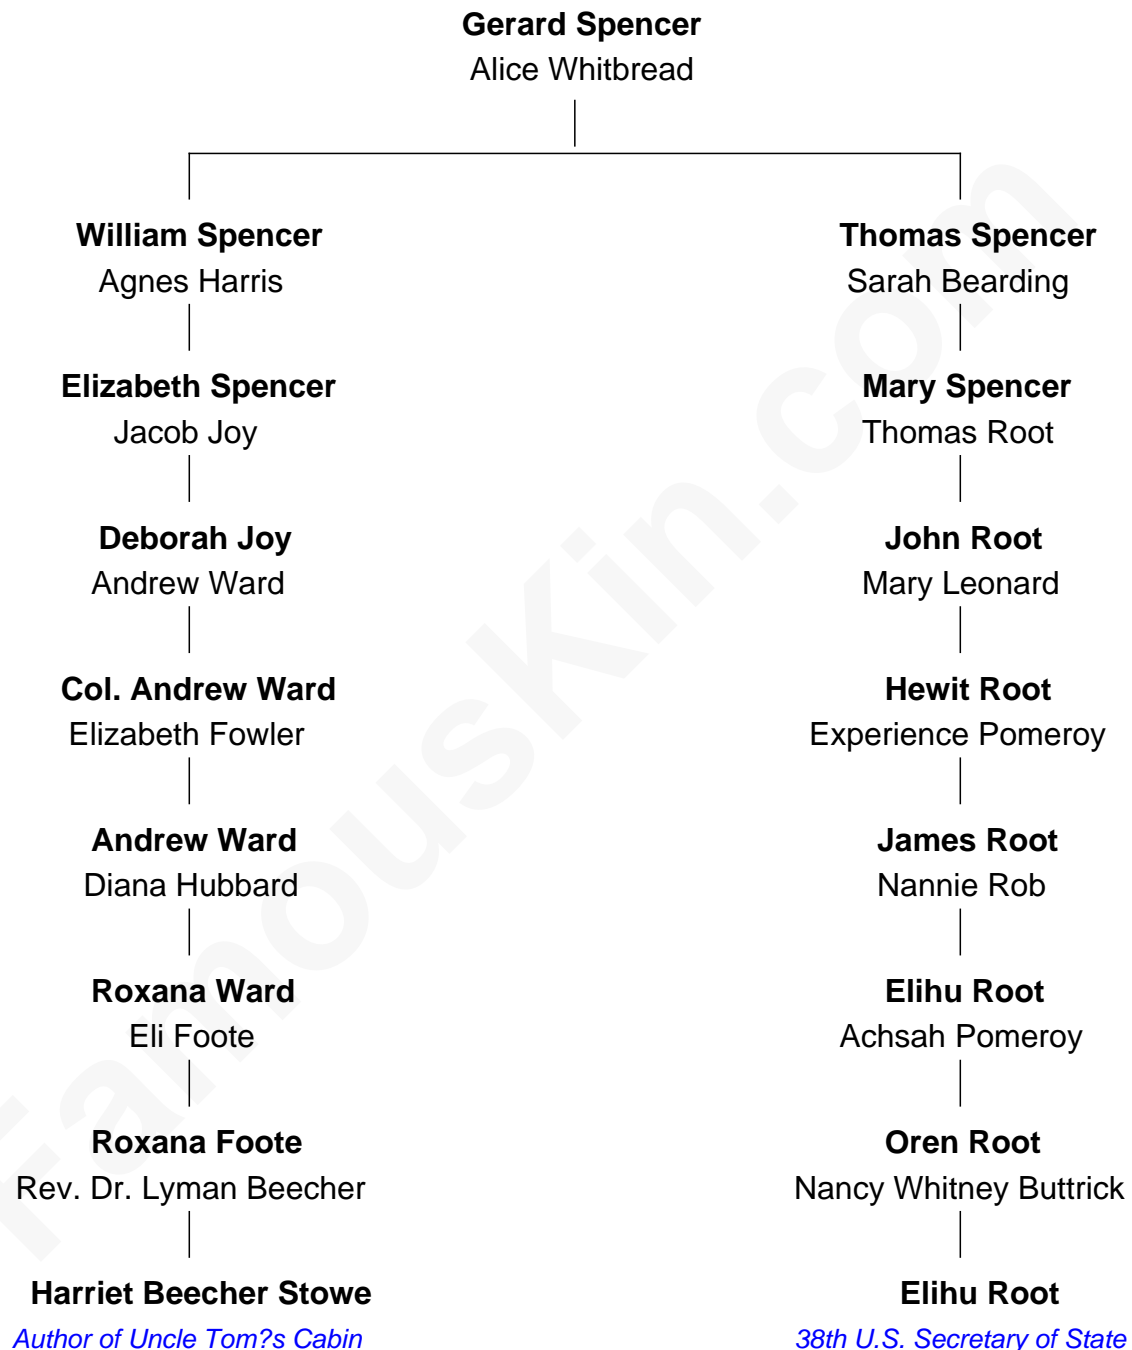 Gerard Spencer
Alice Whitbread
William Spencer
Agnes Harris
Elizabeth Spencer
Jacob Joy
Deborah Joy
Andrew Ward
Col. Andrew Ward
Elizabeth Fowler
Andrew Ward
Diana Hubbard
Roxana Ward
Eli Foote
Roxana Foote
Rev. Dr. Lyman Beecher
Harriet Beecher Stowe
Author of Uncle Tom?s Cabin
Thomas Spencer
Sarah Bearding
Mary Spencer
Thomas Root
John Root
Mary Leonard
Hewit Root
Experience Pomeroy
James Root
Nannie Rob
Elihu Root
Achsah Pomeroy
Oren Root
Nancy Whitney Buttrick
Elihu Root
38th U.S. Secretary of State
FamousKin.com